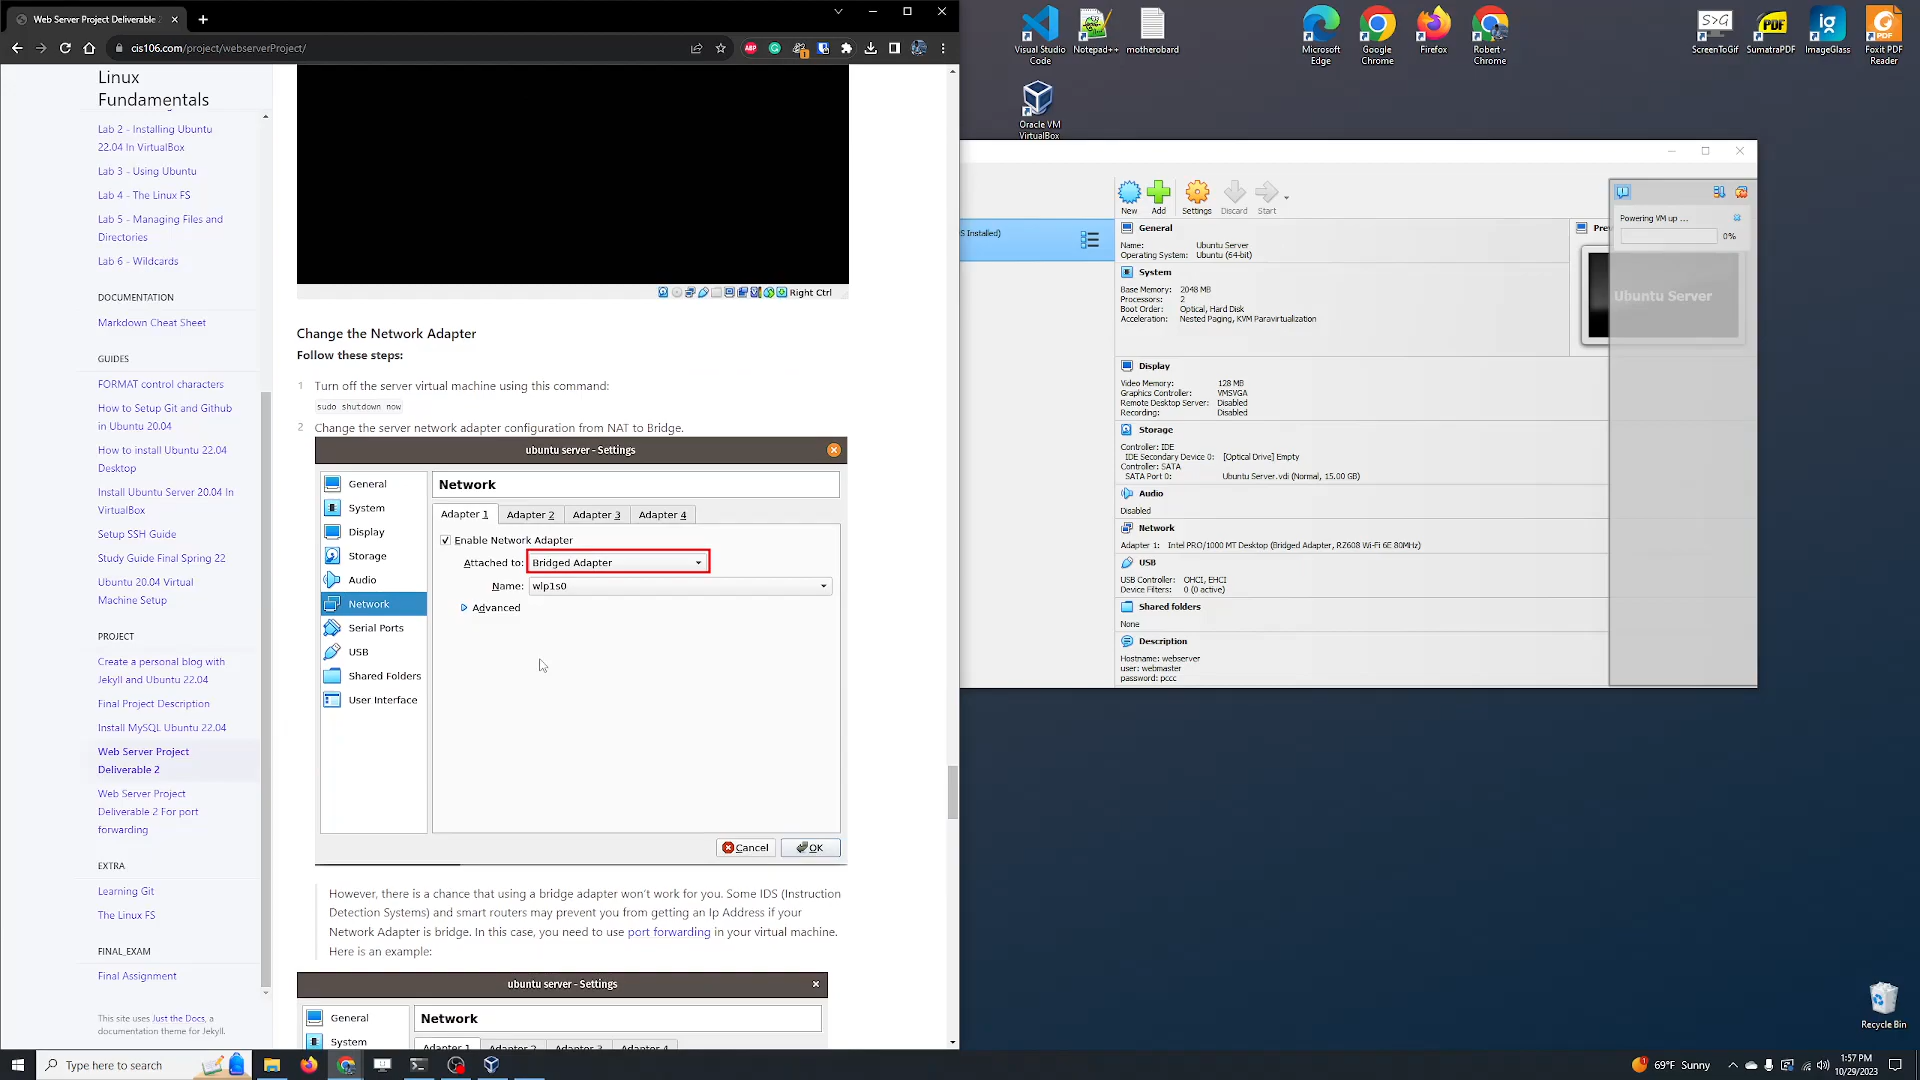 Web Server Project Deliverable 2
cis106.com/project/webserverProject/
Linux
Fundamentals
Lab 2 - Installing Ubuntu
22.04 In VirtualBox
Lab 3 - Using Ubuntu
Lab 4 - The Linux FS
Lab 5 - Managing Files and
Directories
Lab 6 - Wildcards
DOCUMENTATION
Markdown Cheat Sheet
GUIDES
FORMAT control characters
How to Setup Git and Github
in Ubuntu 20.04
How to install Ubuntu 22.04
Desktop
Install Ubuntu Server 20.04 In
VirtualBox
Setup SSH Guide
Study Guide Final Spring 22
Ubuntu 20.04 Virtual
Machine Setup
PROJECT
Create a personal blog with
Jekyll and Ubuntu 22.04
Final Project Description
Install MySQL Ubuntu 22.04
Web Server Project
Deliverable 2
Web Server Project
Deliverable 2 For port
forwarding
EXTRA
Learning Git
The Linux FS
FINAL_EXAM
Final Assignment
This site uses Just the Docs, a
documentation theme for Jekyll.
Right Ctrl
Change the Network Adapter
Follow these steps:
1 Turn off the server virtual machine using this command:
sudo shutdown now
2 Change the server network adapter configuration from NAT to Bridge.
ubuntu server - Settings
General
System
Display
Storage
Audio
Network
Serial Ports
USB
Shared Folders
User Interface
Network
Adapter 1 Adapter 2 Adapter 3 Adapter 4
Enable Network Adapter
Attached to: Bridged Adapter
Name: wlp1s0
Advanced
Cancel OK
However, there is a chance that using a bridge adapter won't work for you. Some IDS (Instruction
Detection Systems) and smart routers may prevent you from getting an Ip Address if your
Network Adapter is bridge. In this case, you need to use port forwarding in your virtual machine.
Here is an example:
ubuntu server - Settings
General
System
Network
Adapter 1 Adapter 2 Adapter 3 Adapter 4
Visual Studio
Code
Notepad++
motherobard
Microsoft
Edge
Google
Chrome
Firefox
Robert -
Chrome
ScreenToGif
PDF
SumatraPDF
ig
ImageGlass
PDF
Foxit PDF
Reader
Oracle VM
VirtualBox
S Installed)
New Add Settings Discard Start
General
Name: Ubuntu Server
Operating System: Ubuntu (64-bit)
System
Base Memory: 2048 MB
Processors: 2
Boot Order: Optical, Hard Disk
Acceleration: Nested Paging, KVM Paravirtualization
Display
Video Memory: 128 MB
Graphics Controller: VMSVGA
Remote Desktop Server: Disabled
Recording: Disabled
Storage
Controller: IDE
IDE Secondary Device 0: [Optical Drive] Empty
Controller: SATA
SATA Port 0: Ubuntu Server.vdi (Normal, 15.00 GB)
Audio
Disabled
Network
Adapter 1: Intel PRO/1000 MT Desktop (Bridged Adapter, RZ608 Wi-Fi 6E 80MHz)
USB
USB Controller: OHCI, EHCI
Device Filters: 0 (0 active)
Shared folders
None
Description
Hostname: webserver
user: webmaster
password: pccc
Pre
Powering VM up ...
0%
Ubuntu Server
Recycle Bin
Type here to search
69°F Sunny
1:57 PM
10/29/2023